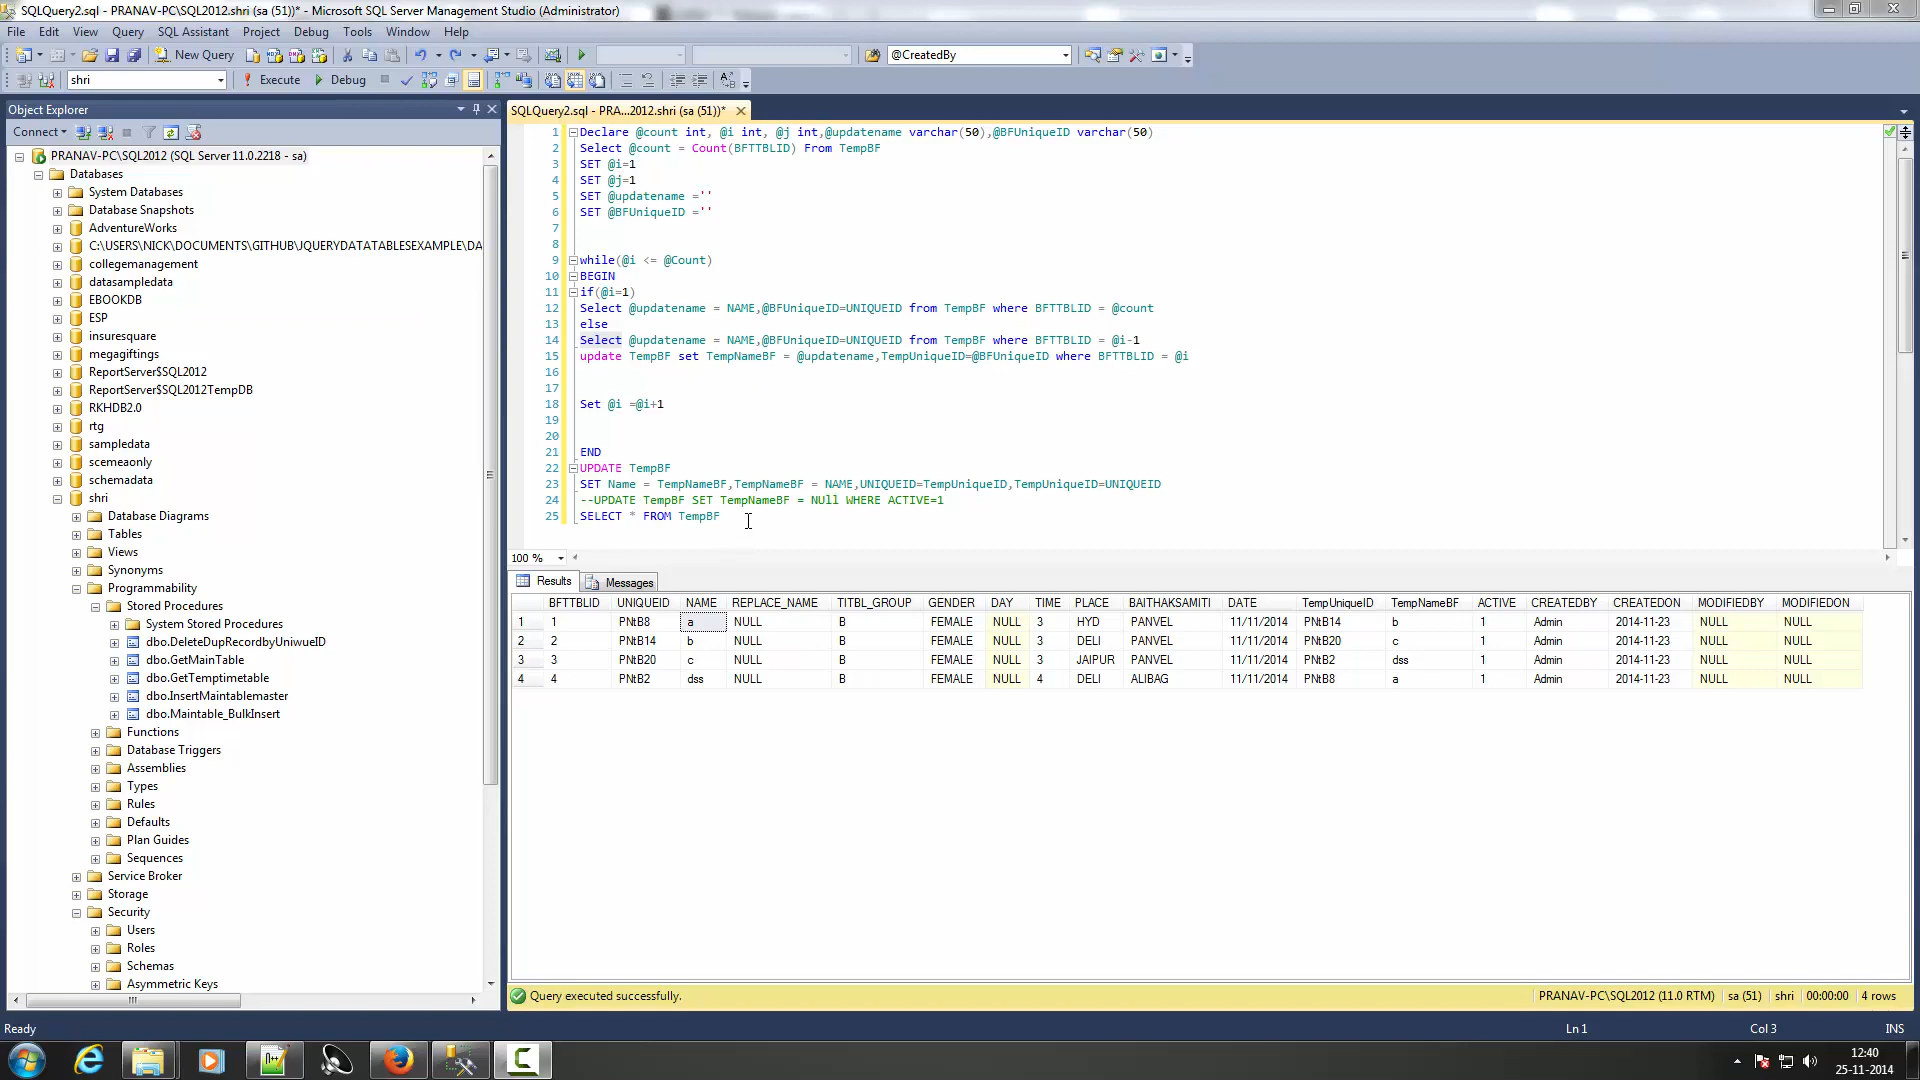 SQLQuery2.sql - PRANAV-PC\SQL2012.shri (sa (51))* - Microsoft SQL Server Management Studio (Administrator)
File Edit View Query SQL Assistant Project Debug Tools Window Help
New Query @CreatedBy
shri Execute Debug
Object Explorer
Connect
PRANAV-PC\SQL2012 (SQL Server 11.0.2218 - sa)
Databases
System Databases
Database Snapshots
AdventureWorks
C:\USERS\NICK\DOCUMENTS\GITHUB\JQUERYDATATABLESEXAMPLE\DA
collegemanagement
datasampledata
EBOOKDB
ESP
insuresquare
megagiftings
ReportServer$SQL2012
ReportServer$SQL2012TempDB
RKHDB2.0
rtg
sampledata
scemeaonly
schemadata
shri
Database Diagrams
Tables
Views
Synonyms
Programmability
Stored Procedures
System Stored Procedures
dbo.DeleteDupRecordbyUniwueID
dbo.GetMainTable
dbo.GetTemptimetable
dbo.InsertMaintablemaster
dbo.Maintable_BulkInsert
Functions
Database Triggers
Assemblies
Types
Rules
Defaults
Plan Guides
Sequences
Service Broker
Storage
Security
Users
Roles
Schemas
Asymmetric Keys
SQLQuery2.sql - PRA...2012.shri (sa (51))*
1 Declare @count int, @i int, @j int,@updatename varchar(50),@BFUniqueID varchar(50)
2 Select @count = Count(BFTTBLID) From TempBF
3 SET @i=1
4 SET @j=1
5 SET @updatename =''
6 SET @BFUniqueID =''
7
8
9 while(@i <= @Count)
10 BEGIN
11 if(@i=1)
12 Select @updatename = NAME,@BFUniqueID=UNIQUEID from TempBF where BFTTBLID = @count
13 else
14 Select @updatename = NAME,@BFUniqueID=UNIQUEID from TempBF where BFTTBLID = @i-1
15 update TempBF set TempNameBF = @updatename,TempUniqueID=@BFUniqueID where BFTTBLID = @i
16
17
18 Set @i =@i+1
19
20
21 END
22 UPDATE TempBF
23 SET Name = TempNameBF,TempNameBF = NAME,UNIQUEID=TempUniqueID,TempUniqueID=UNIQUEID
24 --UPDATE TempBF SET TempNameBF = NUll WHERE ACTIVE=1
25 SELECT * FROM TempBF
100 %
Results Messages
BFTTBLID UNIQUEID NAME REPLACE_NAME TITBL_GROUP GENDER DAY TIME PLACE BAITHAKSAMITI DATE TempUniqueID TempNameBF ACTIVE CREATEDBY CREATEDON MODIFIEDBY MODIFIEDON
1 1 PNtB8 a NULL B FEMALE NULL 3 HYD PANVEL 11/11/2014 PNtB14 b 1 Admin 2014-11-23 NULL NULL
2 2 PNtB14 b NULL B FEMALE NULL 3 DELI PANVEL 11/11/2014 PNtB20 c 1 Admin 2014-11-23 NULL NULL
3 3 PNtB20 c NULL B FEMALE NULL 3 JAIPUR PANVEL 11/11/2014 PNtB2 dss 1 Admin 2014-11-23 NULL NULL
4 4 PNtB2 dss NULL B FEMALE NULL 4 DELI ALIBAG 11/11/2014 PNtB8 a 1 Admin 2014-11-23 NULL NULL
Query executed successfully. PRANAV-PC\SQL2012 (11.0 RTM) sa (51) shri 00:00:00 4 rows
Ready Ln 1 Col 3 INS
12:40
25-11-2014